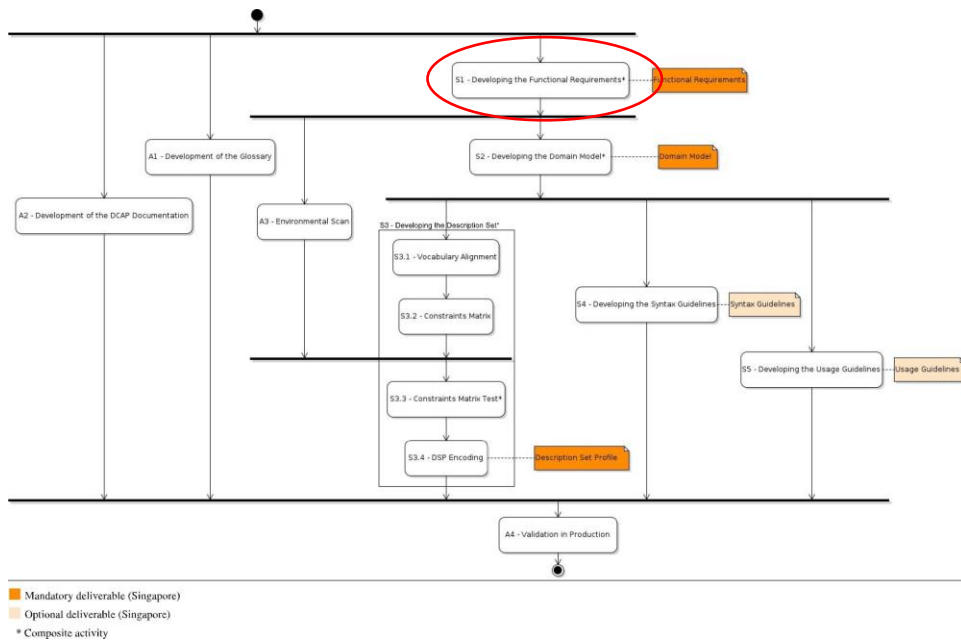 S1 - Developing the Functional Requirements*
Functional Requirements
A1 - Development of the Glossary
S2 - Developing the Domain Model*
Domain Model
A2 - Development of the DCAP Documentation
A3 - Environmental Scan
S3 - Developing the Description Set*
S3.1 - Vocabulary Alignment
S3.2 - Constraints Matrix
S4 - Developing the Syntax Guidelines
Syntax Guidelines
S5 - Developing the Usage Guidelines
Usage Guidelines
S3.3 - Constraints Matrix Test*
S3.4 - DSP Encoding
Description Set Profile
A4 - Validation in Production
Mandatory deliverable (Singapore)
Optional deliverable (Singapore)
* Composite activity